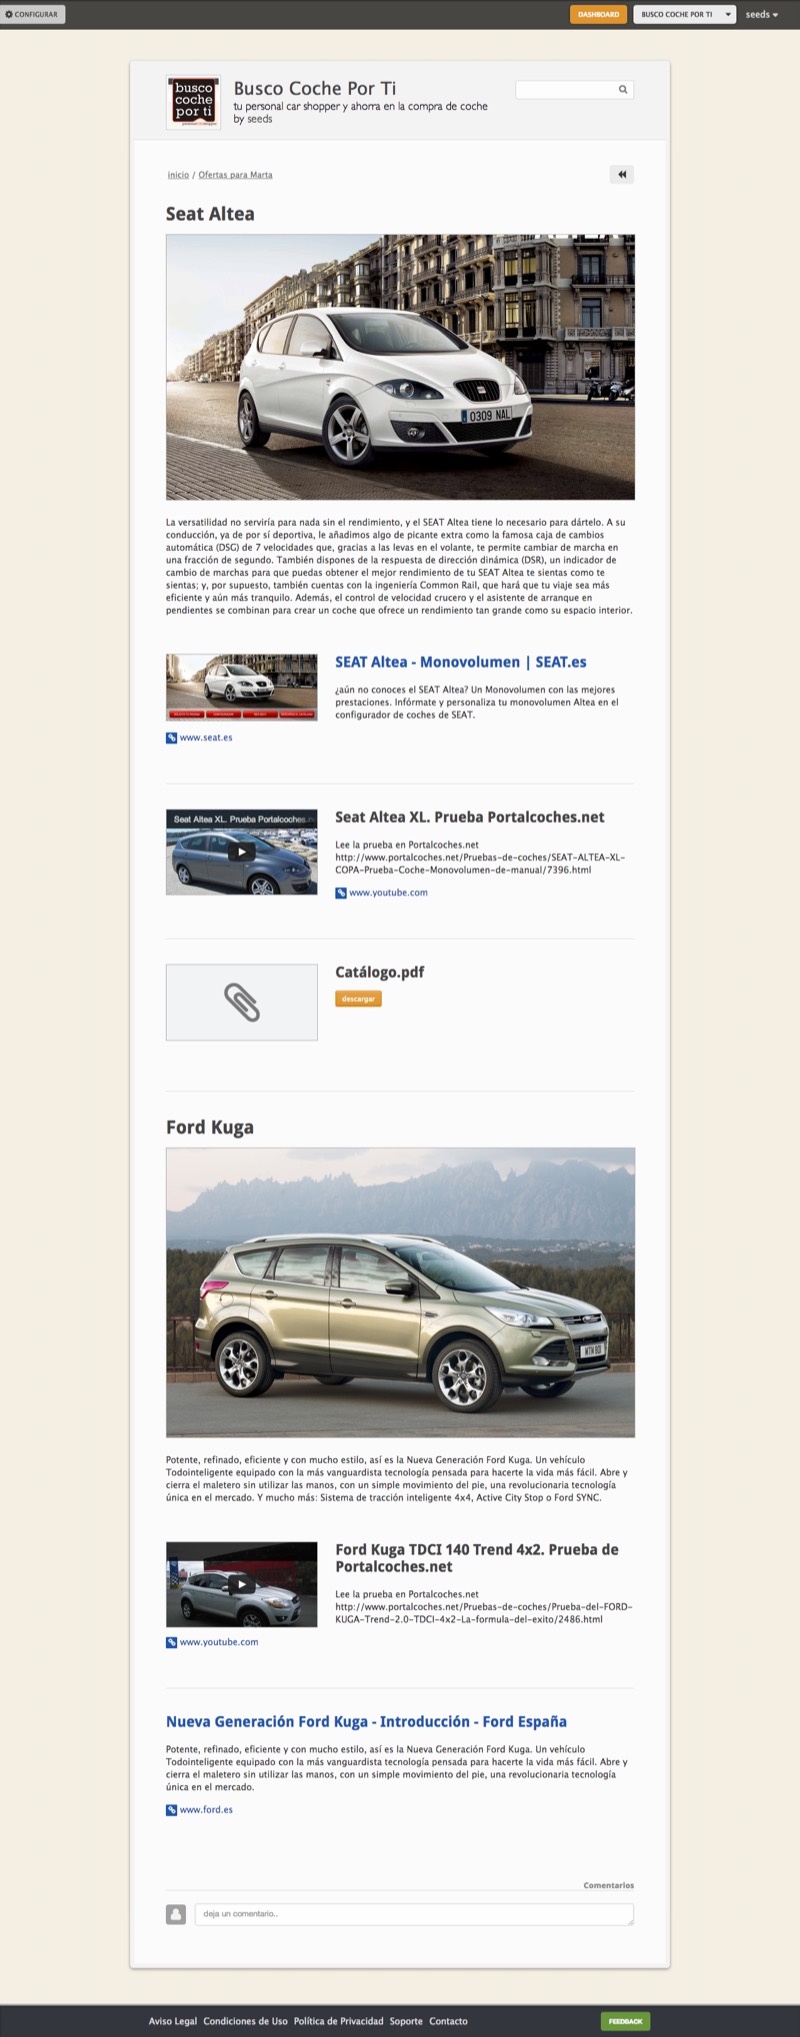 CONFIGURAR
DASHBOARD
BUSCO COCHE POR TI
seeds
busco
coche
por ti
Busco Coche Por Ti
tu personal car shopper y ahorra en la compra de coche
by seeds
inicio / Ofertas para Marta
Seat Altea
0309 NAL
La versatilidad no serviría para nada sin el rendimiento, y el SEAT Altea tiene lo necesario para dártelo. A su
conducción, ya de por sí deportiva, le añadimos algo de picante extra como la famosa caja de cambios
automática (DSG) de 7 velocidades que, gracias a las levas en el volante, te permite cambiar de marcha en
una fracción de segundo. También dispones de la respuesta de dirección dinámica (DSR), un indicador de
cambio de marchas para que puedas obtener el mejor rendimiento de tu SEAT Altea te sientas como te
sientas; y, por supuesto, también cuentas con la ingeniería Common Rail, que hará que tu viaje sea más
eficiente y aún más tranquilo. Además, el control de velocidad crucero y el asistente de arranque en
pendientes se combinan para crear un coche que ofrece un rendimiento tan grande como su espacio interior.
SEAT Altea - Monovolumen | SEAT.es
¿aún no conoces el SEAT Altea? Un Monovolumen con las mejores
prestaciones. Infórmate y personaliza tu monovolumen Altea en el
configurador de coches de SEAT.
www.seat.es
Seat Altea XL. Prueba Portalcoches.n
Seat Altea XL. Prueba Portalcoches.net
Lee la prueba en Portalcoches.net
http://www.portalcoches.net/Pruebas-de-coches/SEAT-ALTEA-XL-
COPA-Prueba-Coche-Monovolumen-de-manual/7396.html
www.youtube.com
Catálogo.pdf
descargar
Ford Kuga
Potente, refinado, eficiente y con mucho estilo, así es la Nueva Generación Ford Kuga. Un vehículo
Todointeligente equipado con la más vanguardista tecnología pensada para hacerte la vida más fácil. Abre y
cierra el maletero sin utilizar las manos, con un simple movimiento del pie, una revolucionaria tecnología
única en el mercado. Y mucho más: Sistema de tracción inteligente 4x4, Active City Stop o Ford SYNC.
Ford Kuga TDCI 140 Trend 4x2. Prueba de
Portalcoches.net
Lee la prueba en Portalcoches.net
http://www.portalcoches.net/Pruebas-de-coches/Prueba-del-FORD-
KUGA-Trend-2.0-TDCI-4x2-La-formula-del-exito/2486.html
www.youtube.com
Nueva Generación Ford Kuga - Introducción - Ford España
Potente, refinado, eficiente y con mucho estilo, así es la Nueva Generación Ford Kuga. Un vehículo
Todointeligente equipado con la más vanguardista tecnología pensada para hacerte la vida más fácil. Abre y
cierra el maletero sin utilizar las manos, con un simple movimiento del pie, una revolucionaria tecnología
única en el mercado.
www.ford.es
Comentarios
deja un comentario..
Aviso Legal Condiciones de Uso Política de Privacidad Soporte Contacto
FEEDBACK